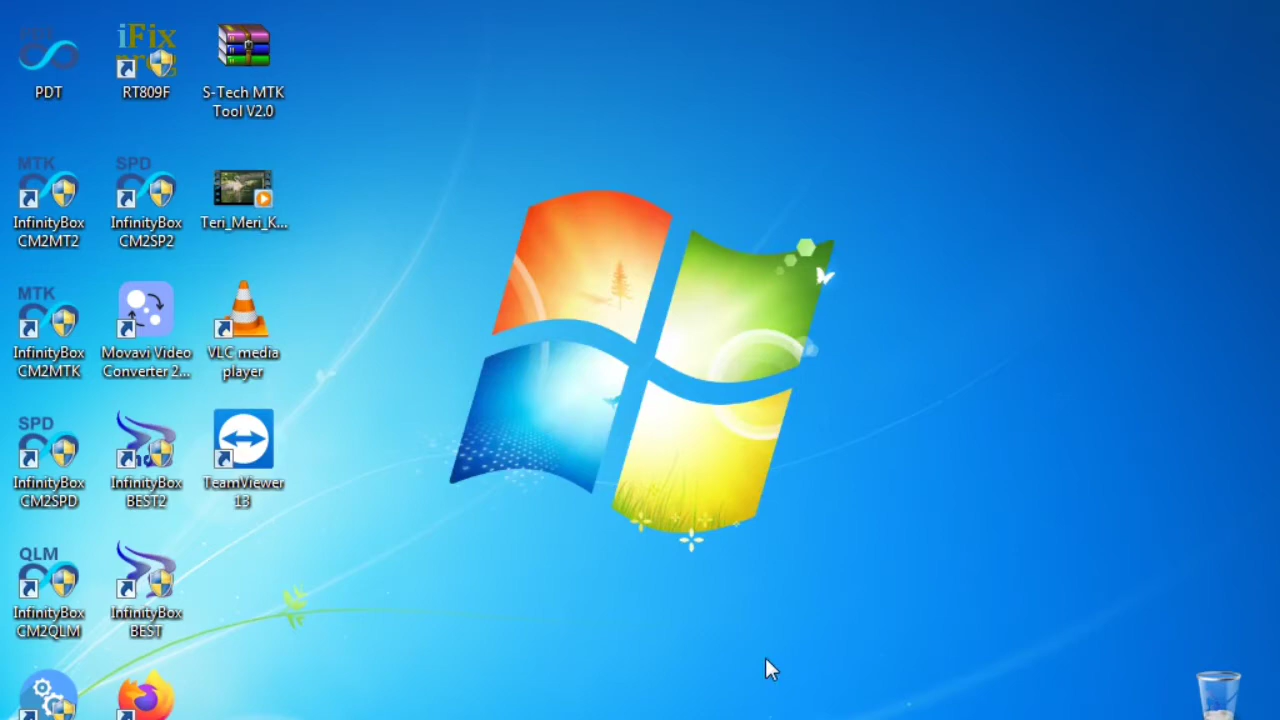 PDT
iFix
RT809F
S-Tech MTK
Tool V2.0
MTK
InfinityBox
CM2MT2
SPD
InfinityBox
CM2SP2
Teri_Meri_K...
MTK
InfinityBox
CM2MTK
Movavi Video
Converter 2...
VLC media
player
SPD
InfinityBox
CM2SPD
InfinityBox
BEST2
TeamViewer
13
QLM
InfinityBox
CM2QLM
InfinityBox
BEST